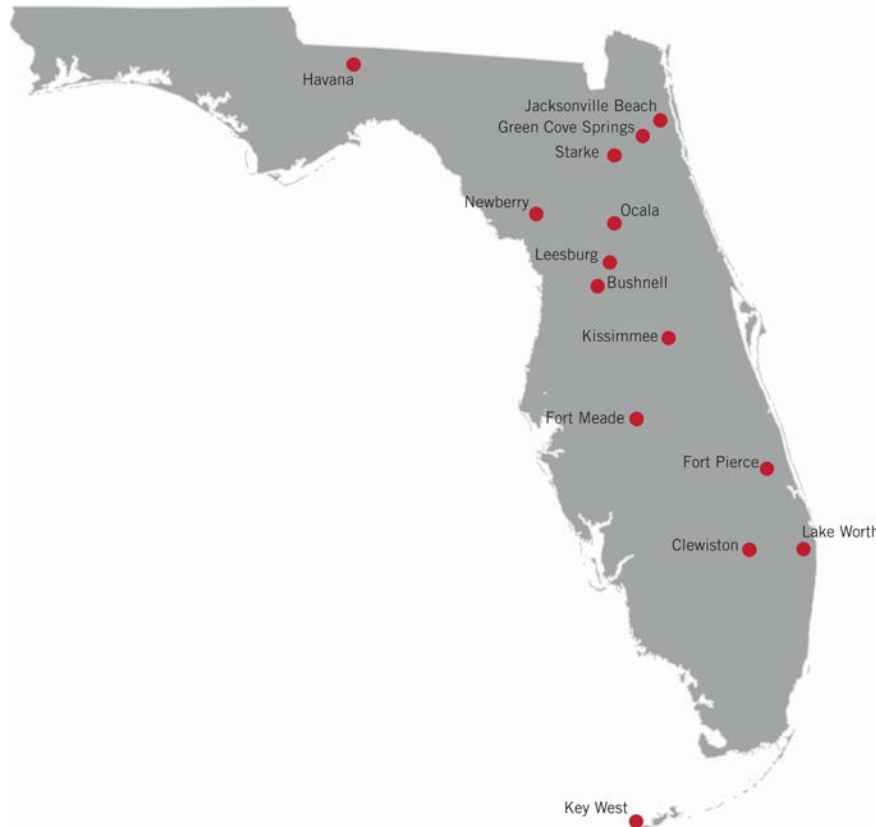 Havana
Jacksonville Beach
Green Cove Springs
Starke
Newberry
Ocala
Leesburg
Bushnell
Kissimmee
Fort Meade
Fort Pierce
Lake Worth
Clewiston
Key West